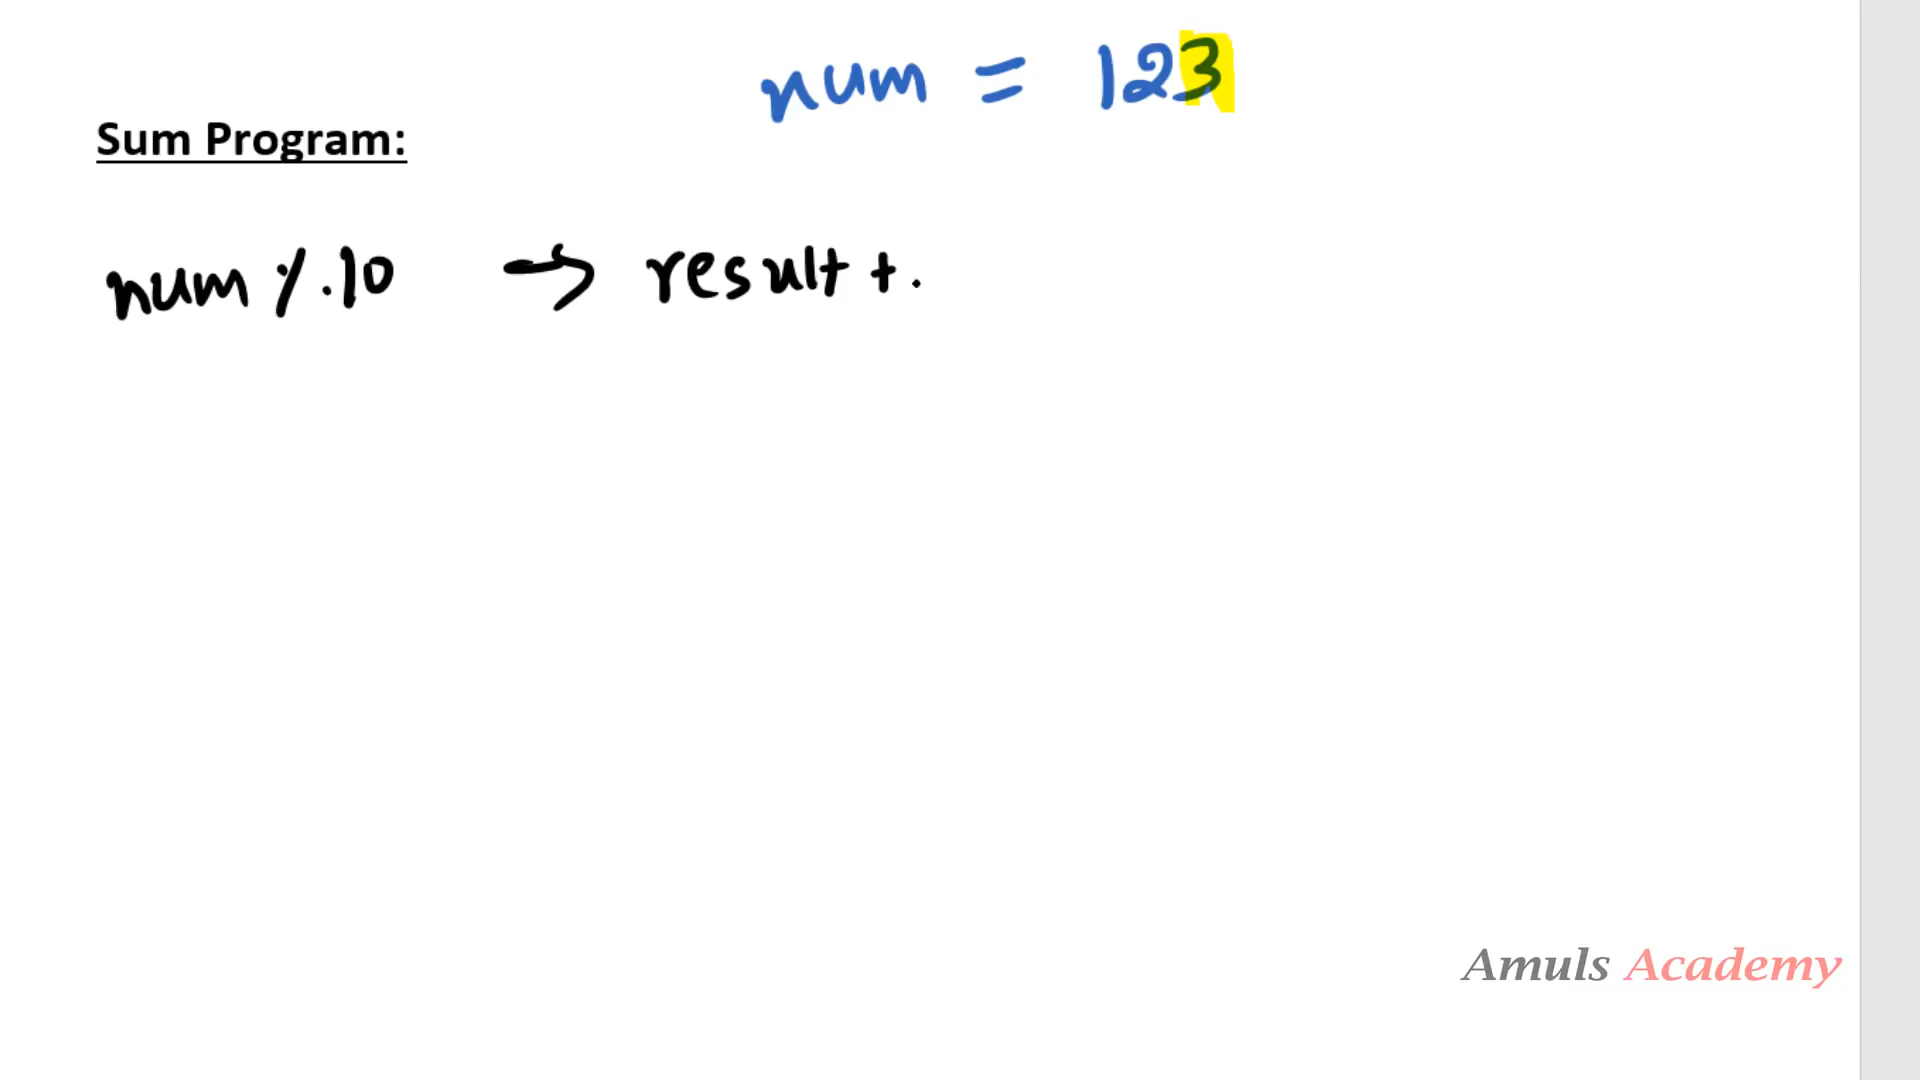 num = 123
Sum Program:
num %10 → result +.
Amuls Academy